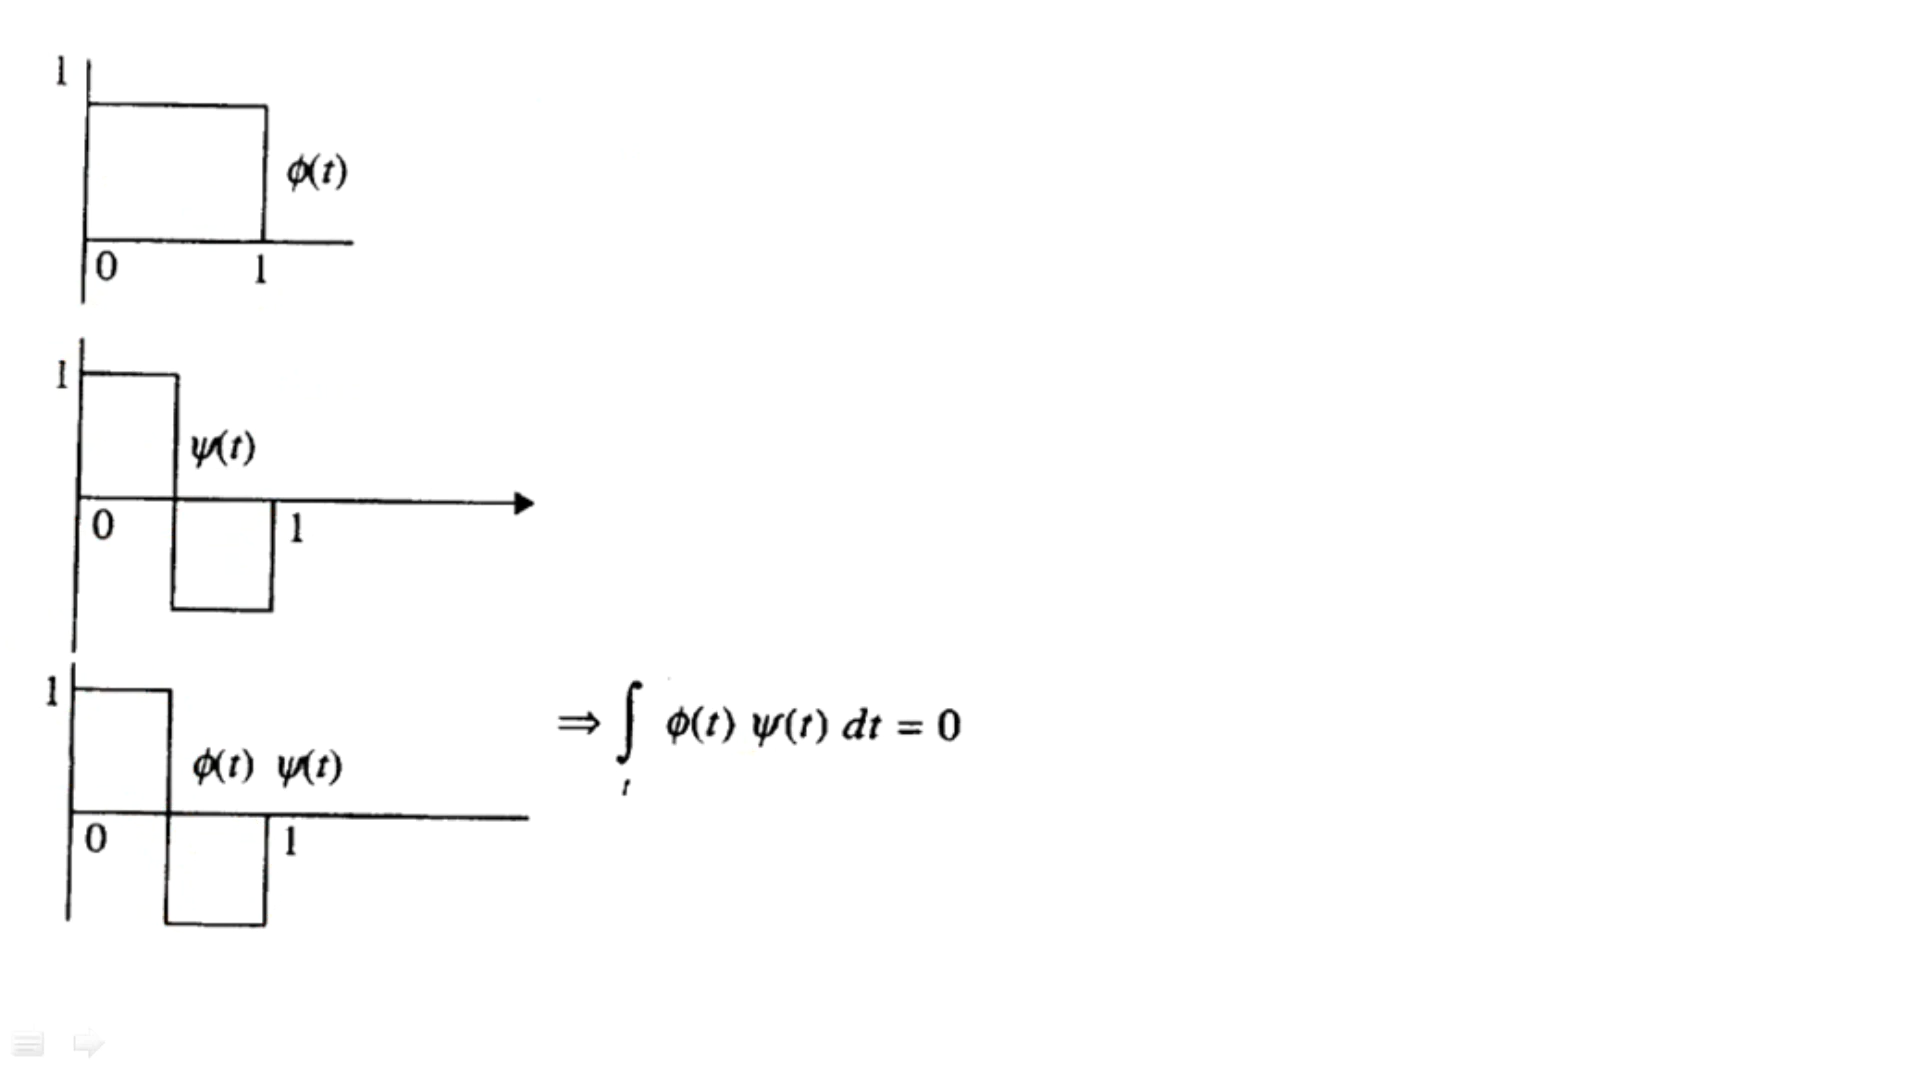 1
ϕ(t)
0 1
1
ψ(t)
0 1
1
ϕ(t) ψ(t)
0 1
⇒ ∫ ϕ(t) ψ(t) dt = 0
t